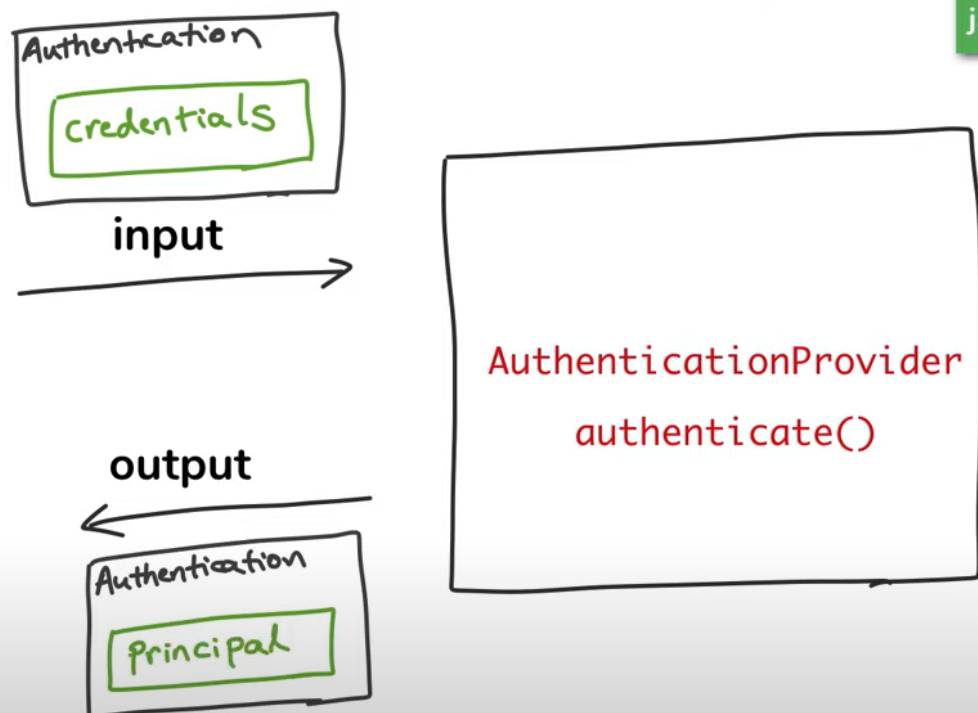 Authentication
credentials
input
AuthenticationProvider
authenticate()
output
Authentication
Principal
j